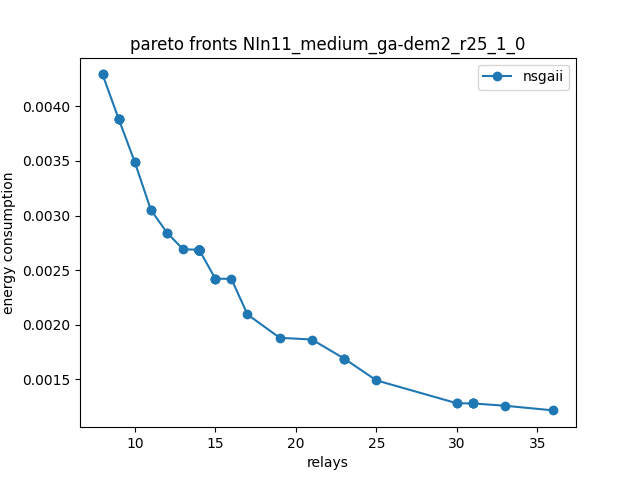 pareto fronts NIn11_medium_ga-dem2_r25_1_0
nsgaii
energy consumption
0.0040
0.0035
0.0030
0.0025
0.0020
0.0015
10 15 20 25 30 35
relays